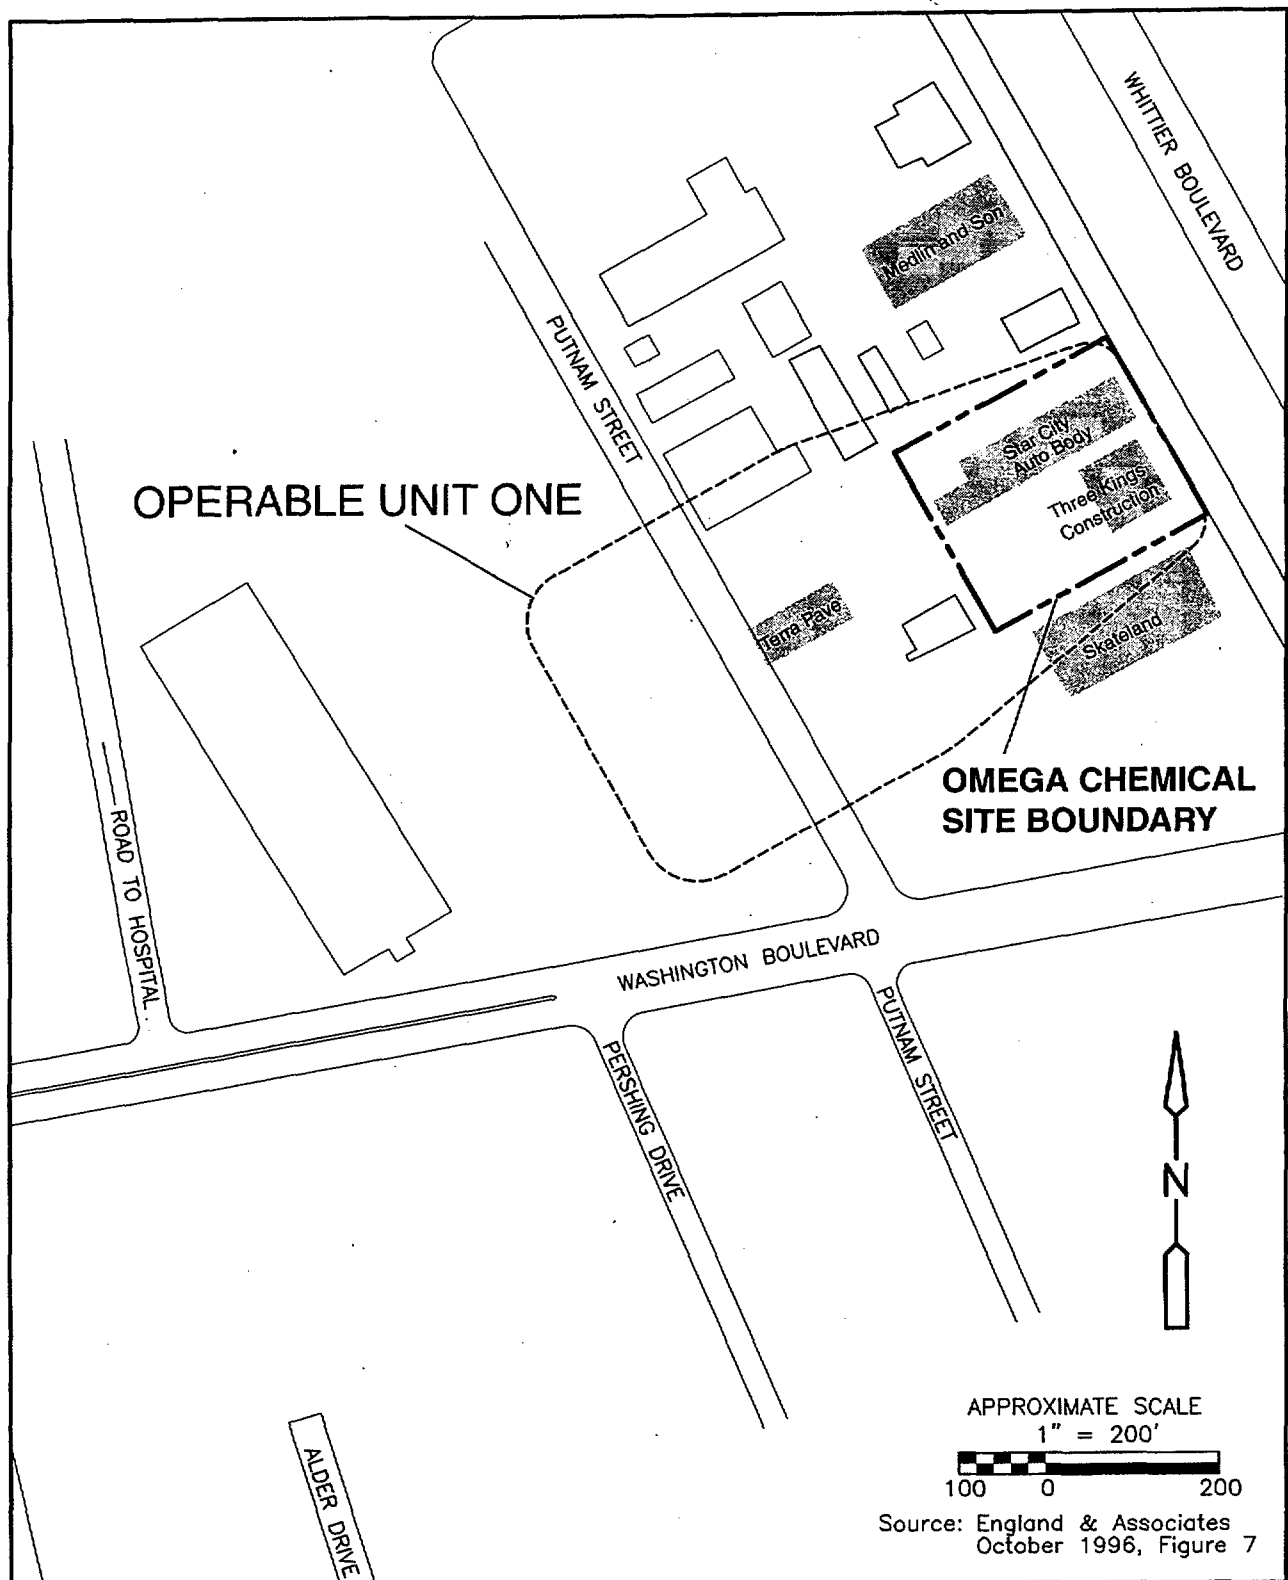 WHITTIER BOULEVARD
Medlin and Son
PUTNAM STREET
Star City
Auto Body
Three Kings
Construction
OPERABLE UNIT ONE
Terra Pave
Skateland
OMEGA CHEMICAL
SITE BOUNDARY
ROAD TO HOSPITAL
WASHINGTON BOULEVARD
PUTNAM STREET
PERSHING DRIVE
N
APPROXIMATE SCALE
1" = 200'
100 0 200
Source: England & Associates
October 1996, Figure 7
ALDER DRIVE